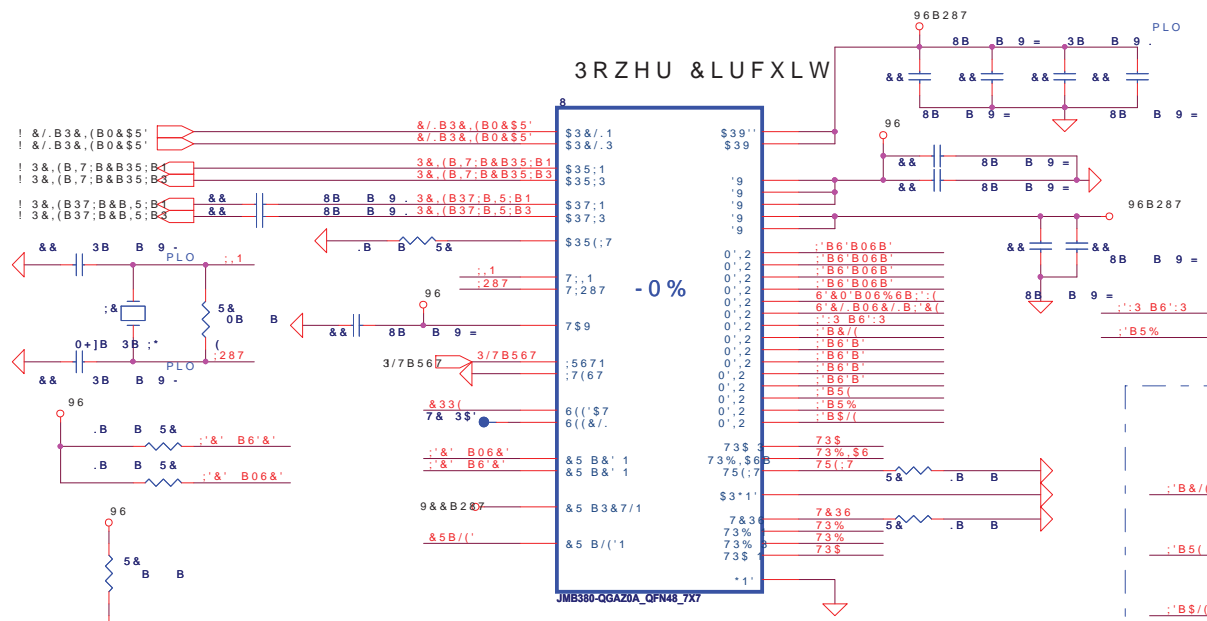 96B287
PLO
8B B 9 = 3B B 9 .
3RZHU &LUFXLW
&& && && &&
8
8B B 9 = 8B B 9 =
! &/.B3&,(B0&$5' &/.B3&,(B0&$5' $3&/.1 $39''
! &/.B3&,(B0&$5' &/.B3&,(B0&$5' $3&/.3 $39
96
! 3&,(B,7;B&B35;B1 3&,(B,7;B&B35;B1 $35;1
! 3&,(B,7;B&B35;B3 3&,(B,7;B&B35;B3 $35;3
&& 8B B 9 =
&& 8B B 9 =
'9
'9
'9
'9
'9
! 3&,(B37;B&B,5;B1 && 8B B 9 . 3&,(B37;B,5;B1 $37;1
! 3&,(B37;B&B,5;B3 && 8B B 9 . 3&,(B37;B,5;B3 $37;3
96B287
&& &&
8B B 9 =
8B B 9 =
.B B 5& $35(;7
&& 3B B 9 -
PLO ;,1
;,1 7;,1
;287 7;287
-0%
;&
5&
0B B
0+]B 3B ;* (
PLO ;287
&& 3B B 9 -
96
&& 8B B 9 = 7$9
3/7B567 3/7B567 ;5671
;7(67
&33( 6(('$7
7& 3$' 6((&/.
;'B6'B06B' 0',2
;'B6'B06B' 0',2
;'B6'B06B' 0',2
;'B6'B06B' 0',2
6'&0'B06%6B;':( 0',2
6'&/.B06&/.B;'&( 0',2
;':3 B6':3 0',2
;'B&/( 0',2
;'B6'B' 0',2
;'B6'B' 0',2
;'B6'B' 0',2
;'B6'B' 0',2
;'B5( 0',2
;'B5% 0',2
;'B$/( 0',2
;':3 B6':3
;'B5%
96
.B B 5& ;'&' B6'&'
.B B 5& ;'&' B06&'
;'&' B06&' &5 B&' 1
;'&' B6'&' &5 B&' 1
9&&B287 &5 B3&7/1
&5B/(' &5 B/('1
73$ 3 73$
73%,$6B 73%,$6
75(;7 5& .B B
$3*1'
7&36 7&36 5& .B B
73% 73%
73% 73%
73$ 1 73$
*1'
96
5&
B B
;'B&/(
;'B5(
;'B$/(
JMB380-QGAZ0A_QFN48_7X7